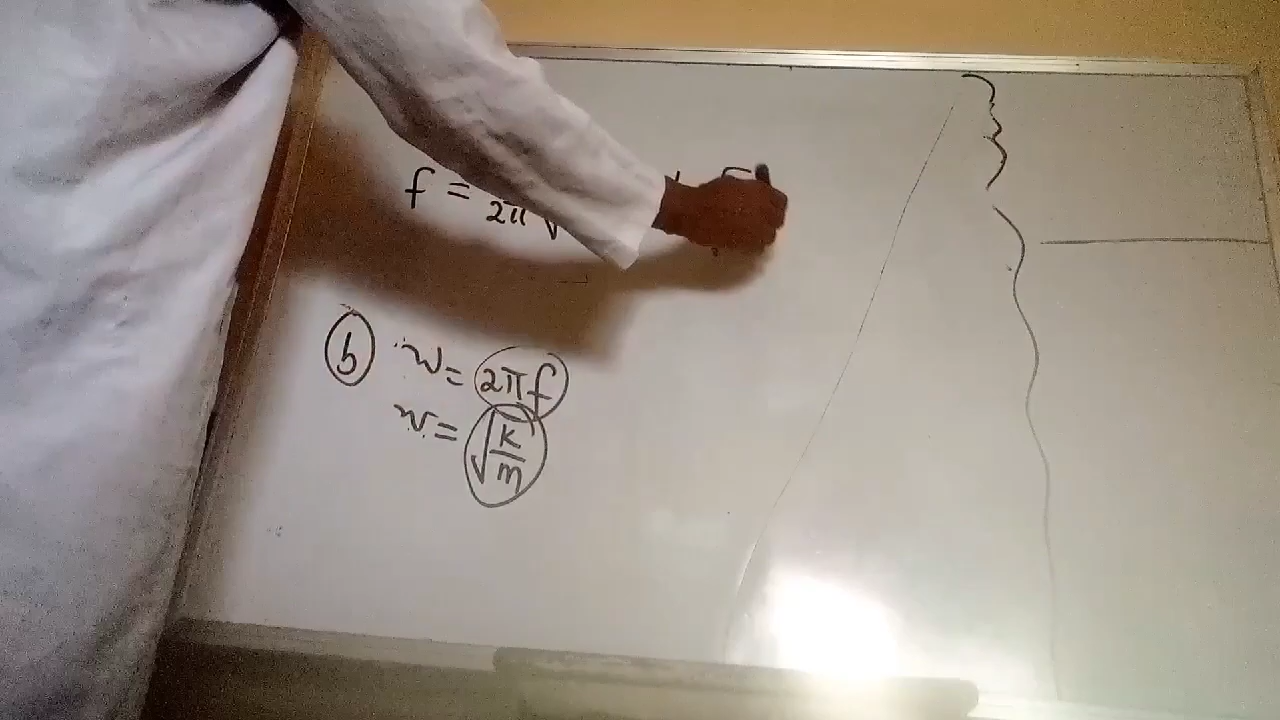 f = 2π √
b w = 2πf
w = √k/m